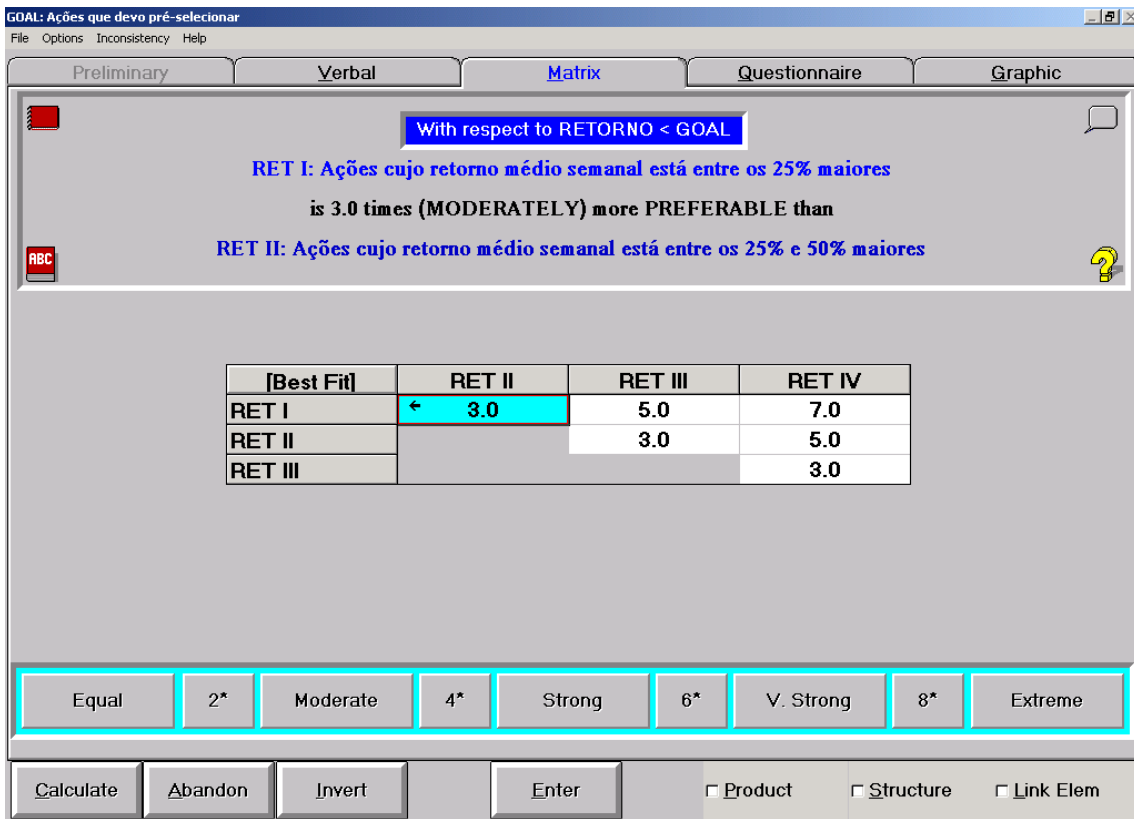 GOAL: Ações que devo pré-selecionar
File Options Inconsistency Help
Preliminary Verbal Matrix Questionnaire Graphic
With respect to RETORNO < GOAL
RET I: Ações cujo retorno médio semanal está entre os 25% maiores
is 3.0 times (MODERATELY) more PREFERABLE than
RET II: Ações cujo retorno médio semanal está entre os 25% e 50% maiores
ABC
[Best Fit] RET II RET III RET IV
RET I 3.0 5.0 7.0
RET II 3.0 5.0
RET III 3.0
Equal 2* Moderate 4* Strong 6* V. Strong 8* Extreme
Calculate Abandon Invert Enter Product Structure Link Elem